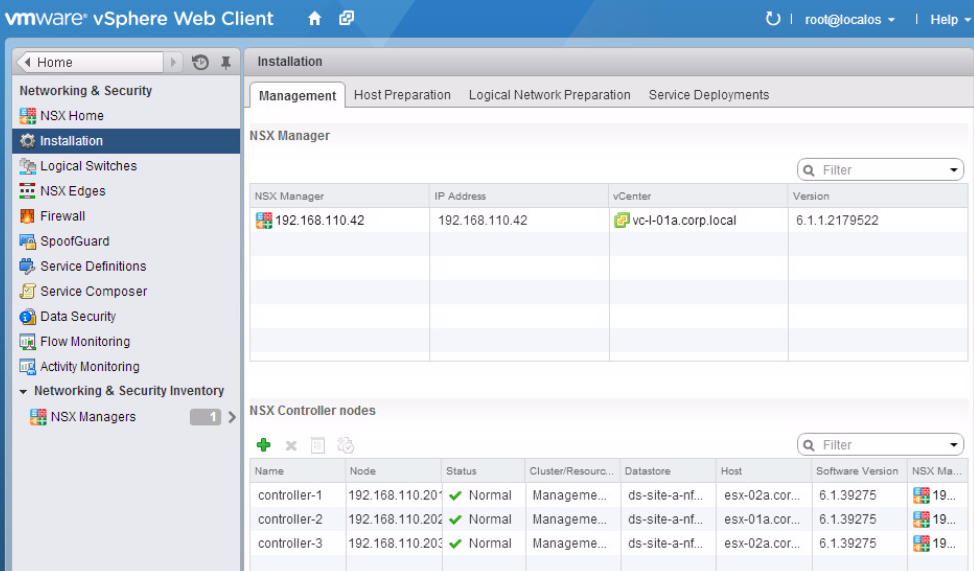 vmware® vSphere Web Client
root@localos
Help
Home
Networking & Security
NSX Home
Installation
Logical Switches
NSX Edges
Firewall
SpoofGuard
Service Definitions
Service Composer
Data Security
Flow Monitoring
Activity Monitoring
Networking & Security Inventory
NSX Managers 1
Installation
Management Host Preparation Logical Network Preparation Service Deployments
NSX Manager
Filter
NSX Manager IP Address vCenter Version
192.168.110.42 192.168.110.42 vc-l-01a.corp.local 6.1.1.2179522
NSX Controller nodes
Filter
Name Node Status Cluster/Resourc... Datastore Host Software Version NSX Ma...
controller-1 192.168.110.201 Normal Manageme... ds-site-a-nf... esx-02a.cor... 6.1.39275 19...
controller-2 192.168.110.202 Normal Manageme... ds-site-a-nf... esx-01a.cor... 6.1.39275 19...
controller-3 192.168.110.203 Normal Manageme... ds-site-a-nf... esx-02a.cor... 6.1.39275 19...